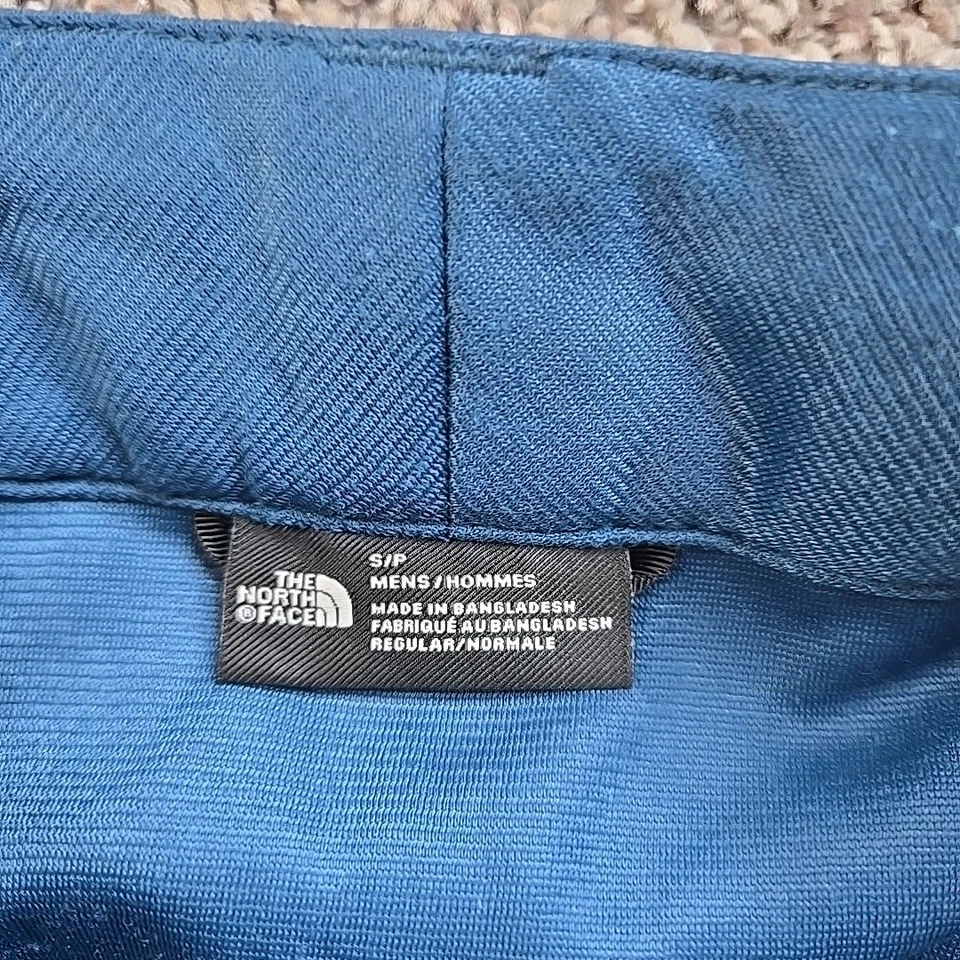 THE
NORTH
® FACE
S/P
MENS/HOMMES
MADE IN BANGLADESH
FABRIQUÉ AU BANGLADESH
REGULAR/NORMALE